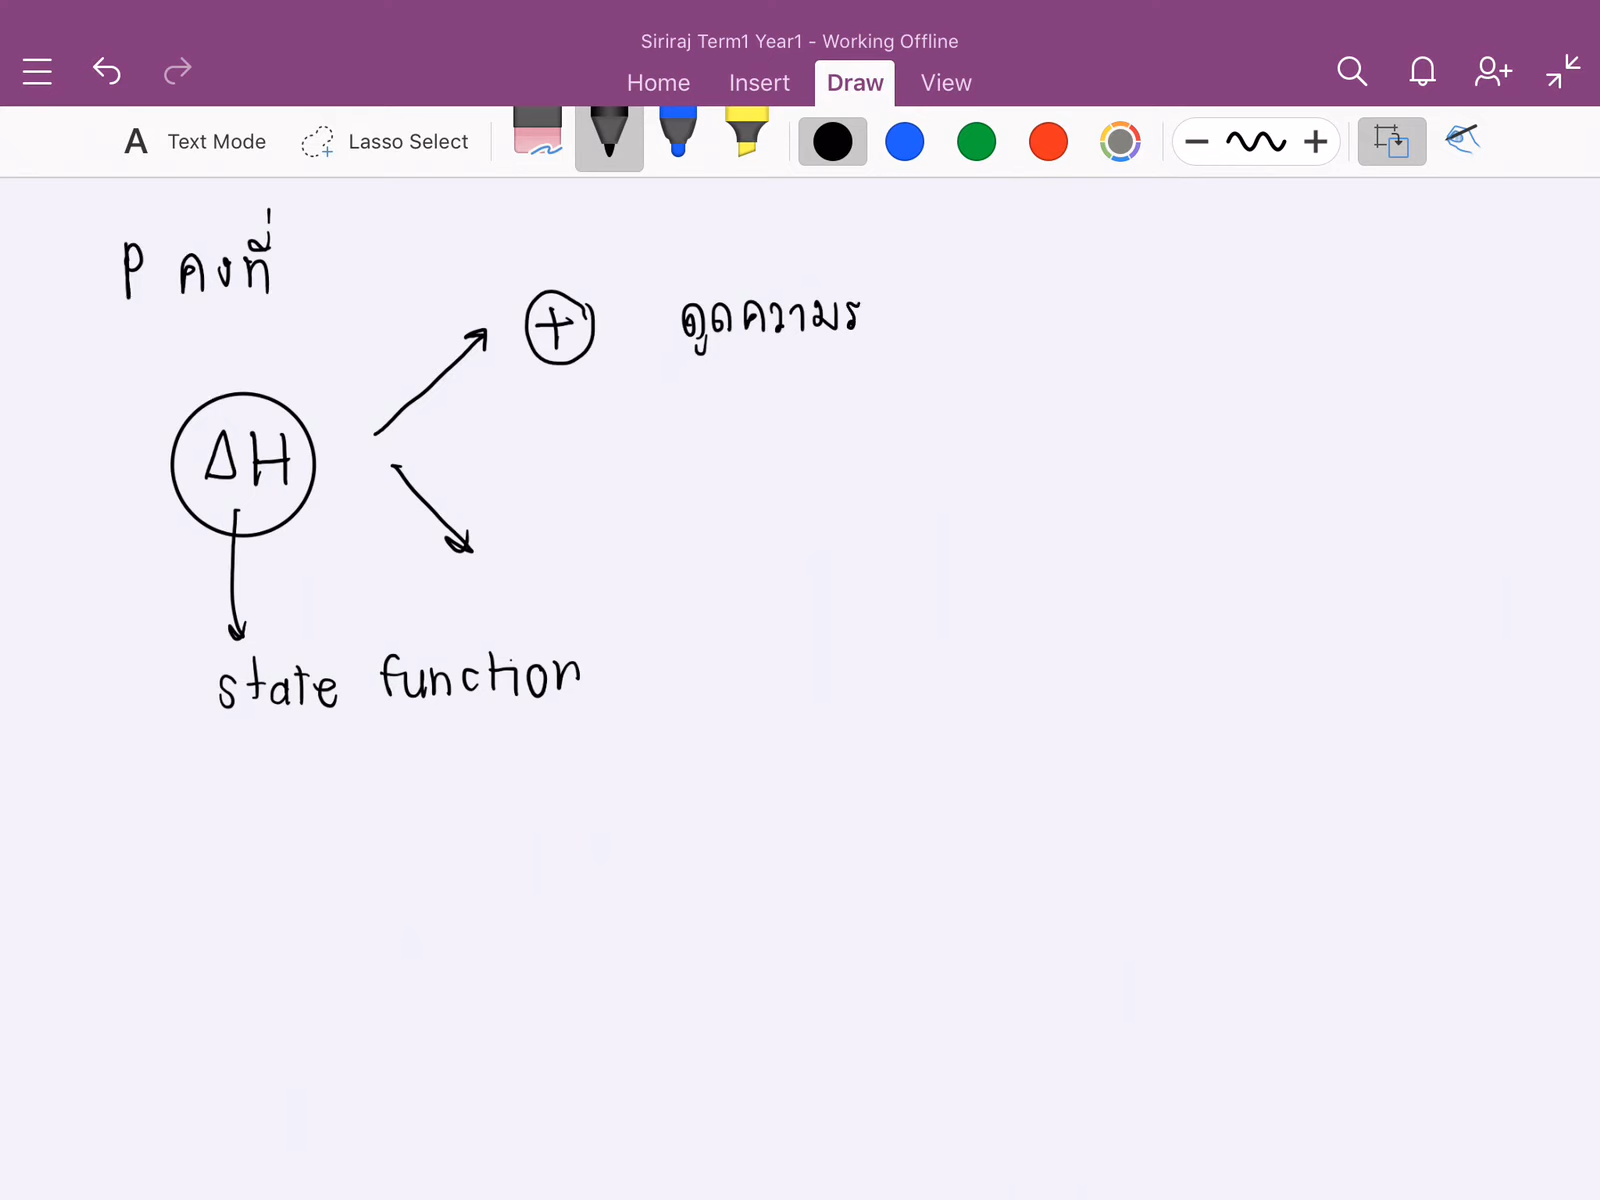 Siriraj Term1 Year1 - Working Offline
Home Insert Draw View
A Text Mode Lasso Select
P คงที่
+ ดูดความร
ΔH
state function